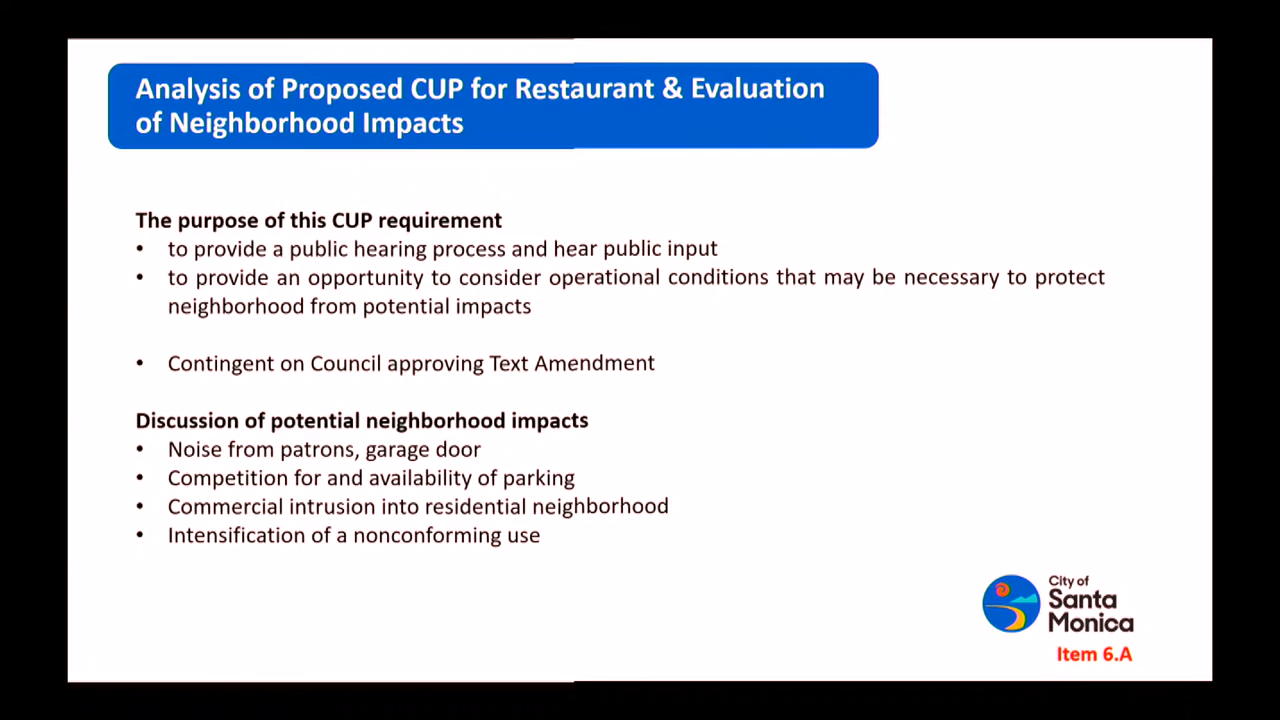 Analysis of Proposed CUP for Restaurant & Evaluation
of Neighborhood Impacts
The purpose of this CUP requirement
• to provide a public hearing process and hear public input
• to provide an opportunity to consider operational conditions that may be necessary to protect
neighborhood from potential impacts
• Contingent on Council approving Text Amendment
Discussion of potential neighborhood impacts
• Noise from patrons, garage door
• Competition for and availability of parking
• Commercial intrusion into residential neighborhood
• Intensification of a nonconforming use
City of
Santa
Monica
Item 6.A